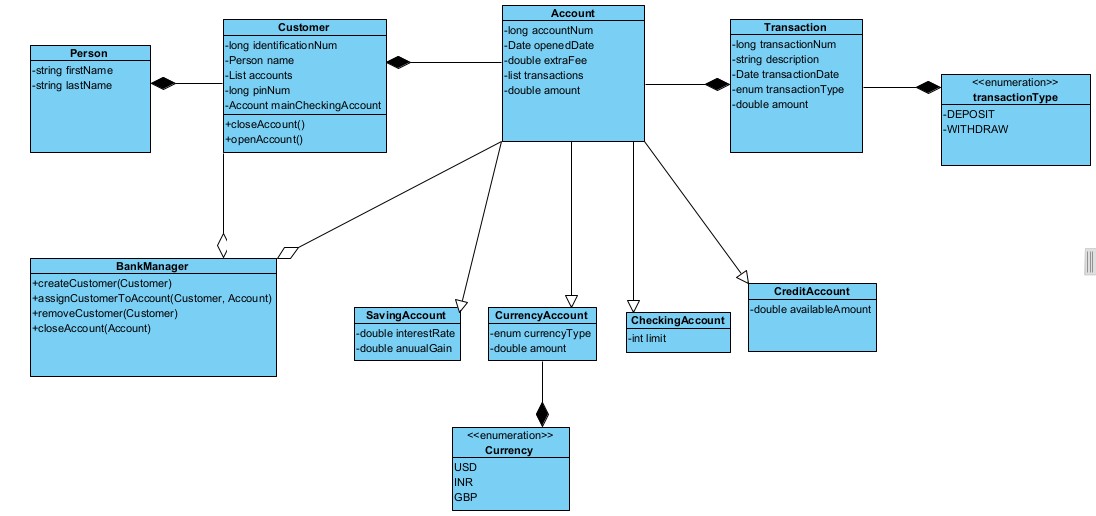 Person
-string firstName
-string lastName
Customer
-long identificationNum
-Person name
-List accounts
-long pinNum
-Account mainCheckingAccount
+closeAccount()
+openAccount()
Account
-long accountNum
-Date openedDate
-double extraFee
-list transactions
-double amount
Transaction
-long transactionNum
-string description
-Date transactionDate
-enum transactionType
-double amount
<<enumeration>>
transactionType
-DEPOSIT
-WITHDRAW
BankManager
+createCustomer(Customer)
+assignCustomerToAccount(Customer, Account)
+removeCustomer(Customer)
+closeAccount(Account)
SavingAccount
-double interestRate
-double anuualGain
CurrencyAccount
-enum currencyType
-double amount
CheckingAccount
-int limit
CreditAccount
-double availableAmount
<<enumeration>>
Currency
USD
INR
GBP